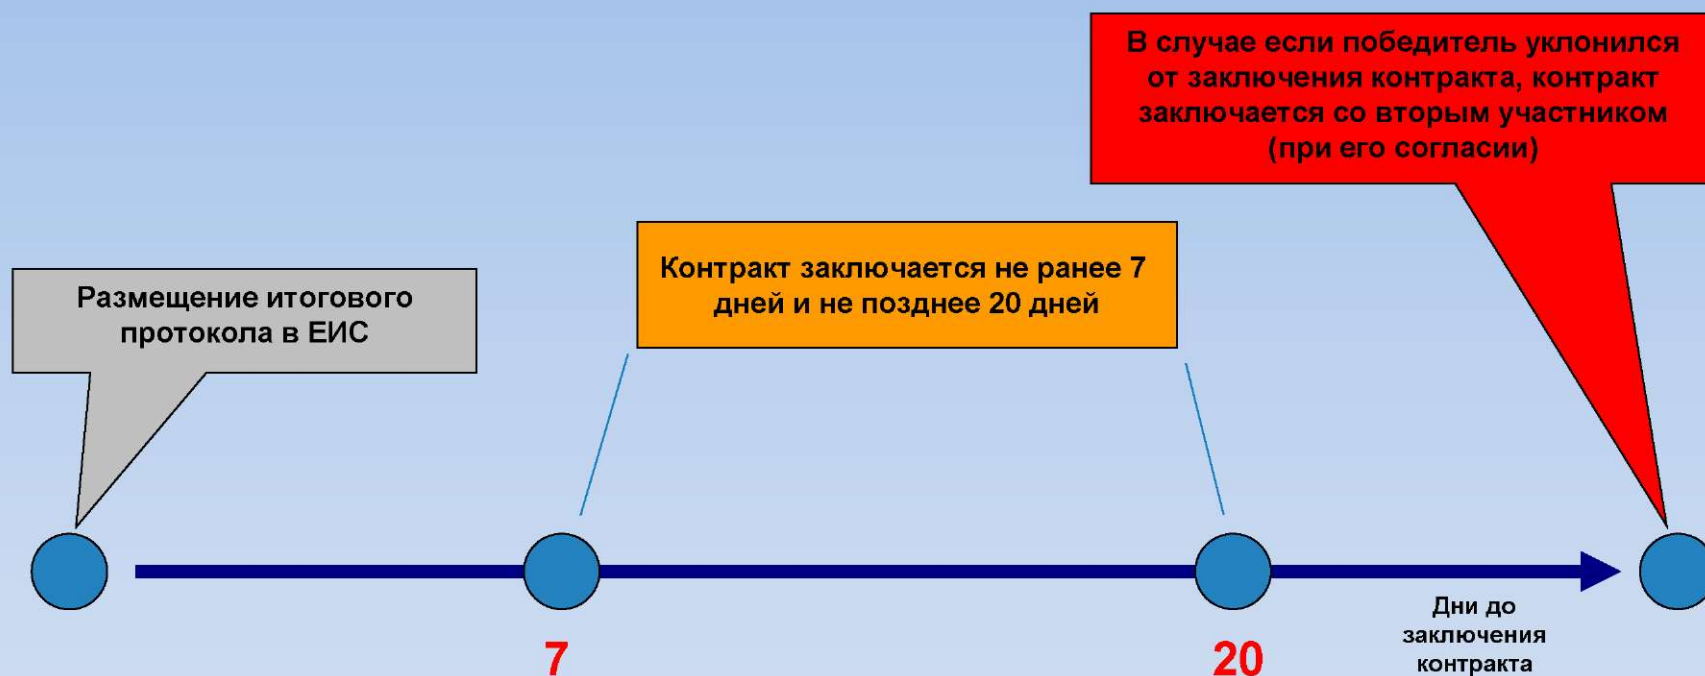 В случае если победитель уклонился
от заключения контракта, контракт
заключается со вторым участником
(при его согласии)
Контракт заключается не ранее 7
дней и не позднее 20 дней
Размещение итогового
протокола в ЕИС
7
20
Дни до
заключения
контракта